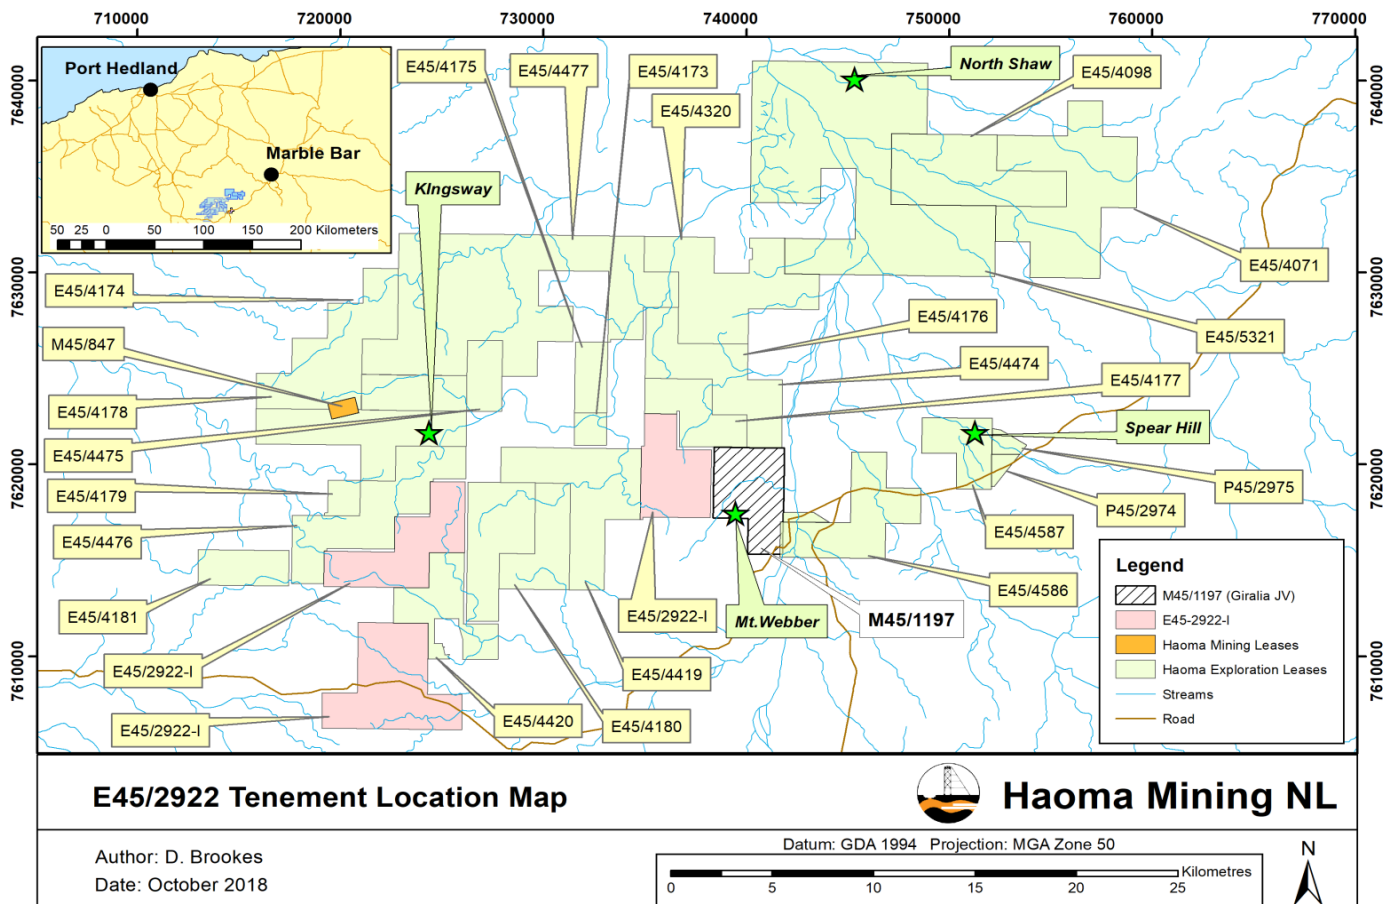 710000 720000 730000 740000 750000 760000 770000
7640000
7630000
7620000
7610000
7640000
7630000
7620000
7610000
Port Hedland
Marble Bar
50 25 0 50 100 150 200 Kilometers
E45/4175
E45/4477
E45/4173
E45/4320
North Shaw
E45/4098
KIngsway
E45/4071
E45/4174
E45/4176
E45/5321
M45/847
E45/4474
E45/4177
E45/4178
Spear Hill
E45/4475
P45/2975
E45/4179
P45/2974
E45/4476
E45/4587
E45/4586
E45/4181
E45/2922-I
Mt.Webber
M45/1197
E45/2922-I
E45/4419
E45/2922-I
E45/4420
E45/4180
Legend
M45/1197 (Giralia JV)
E45-2922-I
Haoma Mining Leases
Haoma Exploration Leases
Streams
Road
E45/2922 Tenement Location Map
Haoma Mining NL
Author: D. Brookes
Date: October 2018
Datum: GDA 1994 Projection: MGA Zone 50
0 5 10 15 20 25 Kilometres
N